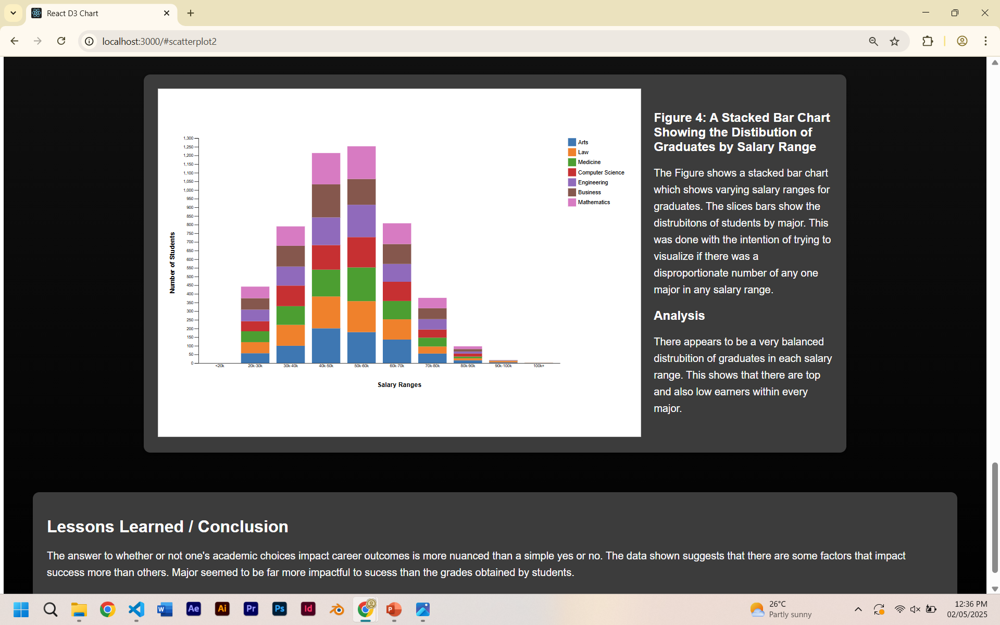 React D3 Chart
localhost:3000/#scatterplot2
1,300
1,250
1,200
1,150
1,100
1,050
1,000
950
900
850
800
750
700
650
600
550
500
450
400
350
300
250
200
150
100
50
0
Number of Students
<20k
20k-30k
30k-40k
40k-50k
50k-60k
60k-70k
70k-80k
80k-90k
90k-100k
100k+
Salary Ranges
Arts
Law
Medicine
Computer Science
Engineering
Business
Mathematics
Figure 4: A Stacked Bar Chart
Showing the Distibution of
Graduates by Salary Range
The Figure shows a stacked bar chart
which shows varying salary ranges for
graduates. The slices bars show the
distrubitons of students by major. This
was done with the intention of trying to
visualize if there was a
disproportionate number of any one
major in any salary range.
Analysis
There appears to be a very balanced
distrubition of graduates in each salary
range. This shows that there are top
and also low earners within every
major.
Lessons Learned / Conclusion
The answer to whether or not one's academic choices impact career outcomes is more nuanced than a simple yes or no. The data shown suggests that there are some factors that impact
success more than others. Major seemed to be far more impactful to sucess than the grades obtained by students.
W
Ae
Ai
Pr
Ps
Id
P
26°C
Partly sunny
12:36 PM
02/05/2025